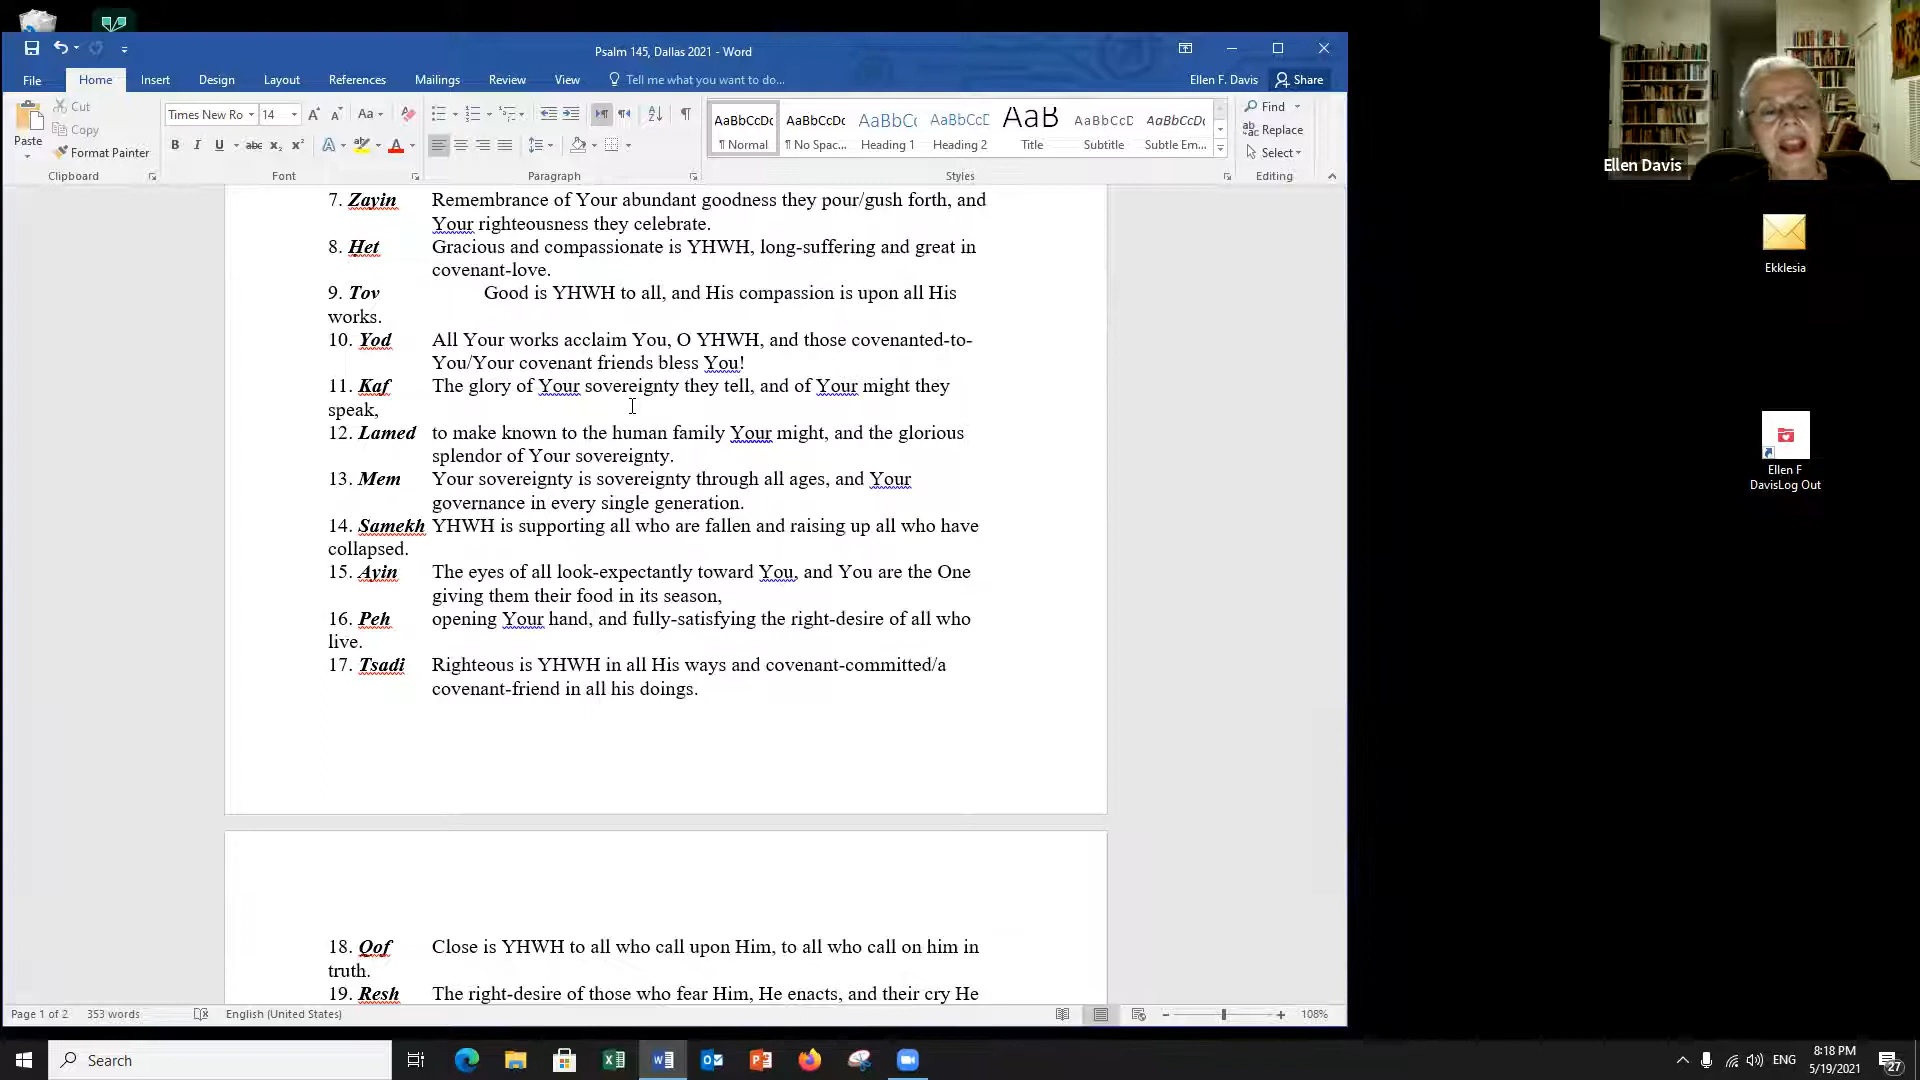 Psalm 145, Dallas 2021 - Word
File Home Insert Design Layout References Mailings Review View Tell me what you want to do... Ellen F. Davis Share
Paste
Cut
Copy
Format Painter
Clipboard
Times New Ro 14
Font
Paragraph
AaBbCcDc AaBbCcDc AaBbCc AaBbCcE AaB AaBbCcD AaBbCcDc
¶ Normal ¶ No Spac... Heading 1 Heading 2 Title Subtitle Subtle Em...
Styles
Find
Replace
Select
Editing
7. Zayin Remembrance of Your abundant goodness they pour/gush forth, and
Your righteousness they celebrate.
8. Het Gracious and compassionate is YHWH, long-suffering and great in
covenant-love.
9. Tov Good is YHWH to all, and His compassion is upon all His
works.
10. Yod All Your works acclaim You, O YHWH, and those covenanted-to-
You/Your covenant friends bless You!
11. Kaf The glory of Your sovereignty they tell, and of Your might they
speak,
12. Lamed to make known to the human family Your might, and the glorious
splendor of Your sovereignty.
13. Mem Your sovereignty is sovereignty through all ages, and Your
governance in every single generation.
14. Samekh YHWH is supporting all who are fallen and raising up all who have
collapsed.
15. Ayin The eyes of all look-expectantly toward You, and You are the One
giving them their food in its season,
16. Peh opening Your hand, and fully-satisfying the right-desire of all who
live.
17. Tsadi Righteous is YHWH in all His ways and covenant-committed/a
covenant-friend in all his doings.
18. Qof Close is YHWH to all who call upon Him, to all who call on him in
truth.
19. Resh The right-desire of those who fear Him, He enacts, and their cry He
Page 1 of 2 353 words English (United States) 108%
Ellen Davis
Ekklesia
Ellen F
DavisLog Out
Search
ENG
8:18 PM
5/19/2021
27